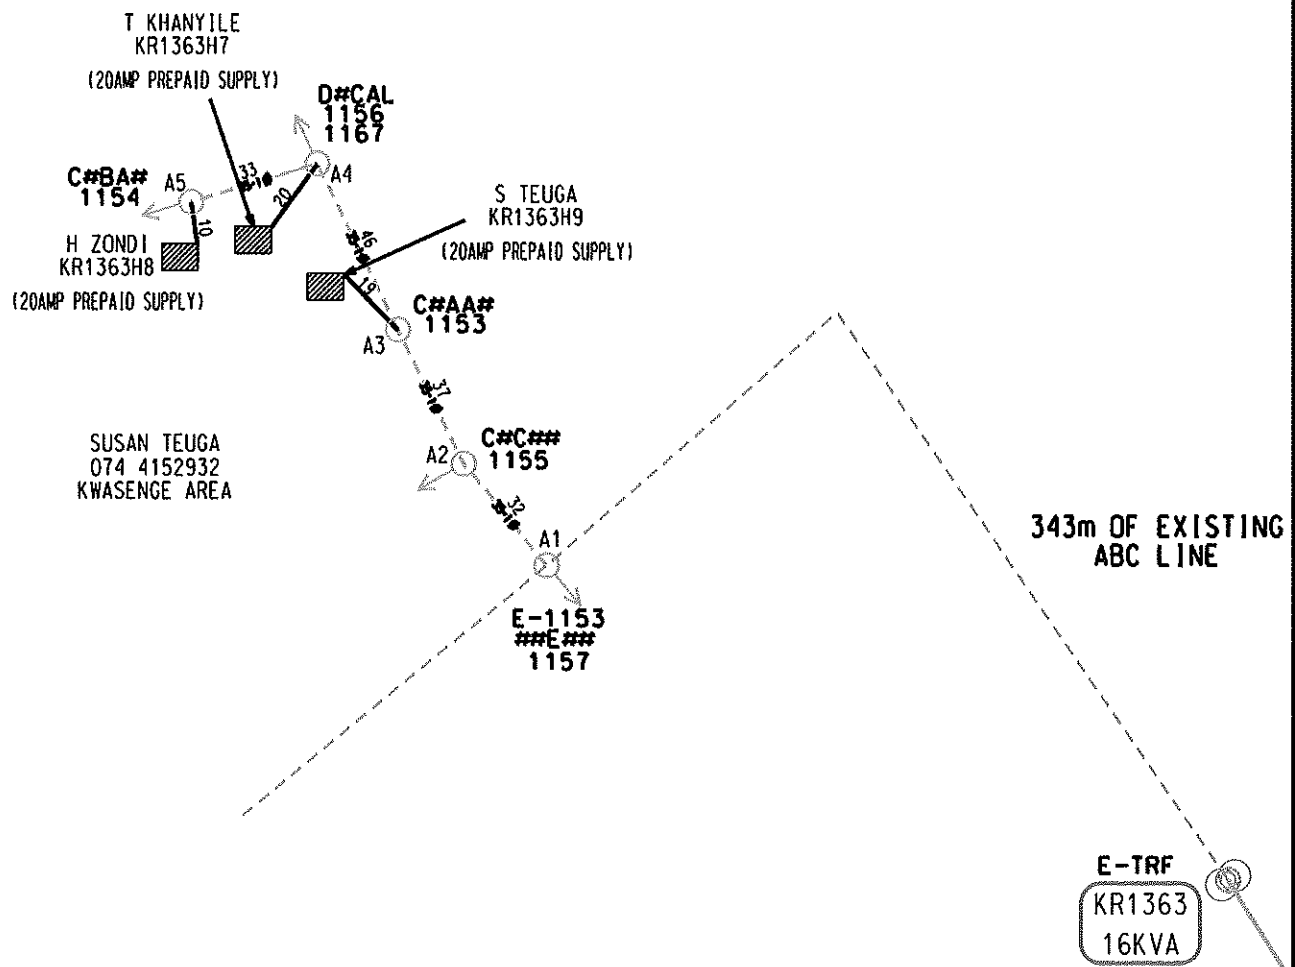 T KHANYILE
KR1363H7
(20AMP PREPAID SUPPLY)
D#CAL
1156
1167
C#BA#
1154
A5
33
A4
20
10
H ZONDI
KR1363H8
(20AMP PREPAID SUPPLY)
S TEUGA
KR1363H9
(20AMP PREPAID SUPPLY)
46
19
C#AA#
1153
A3
37
SUSAN TEUGA
074 4152932
KWASENGE AREA
C#C##
1155
A2
32
A1
E-1153
##E##
1157
343m OF EXISTING
ABC LINE
E-TRF
KR1363
16KVA